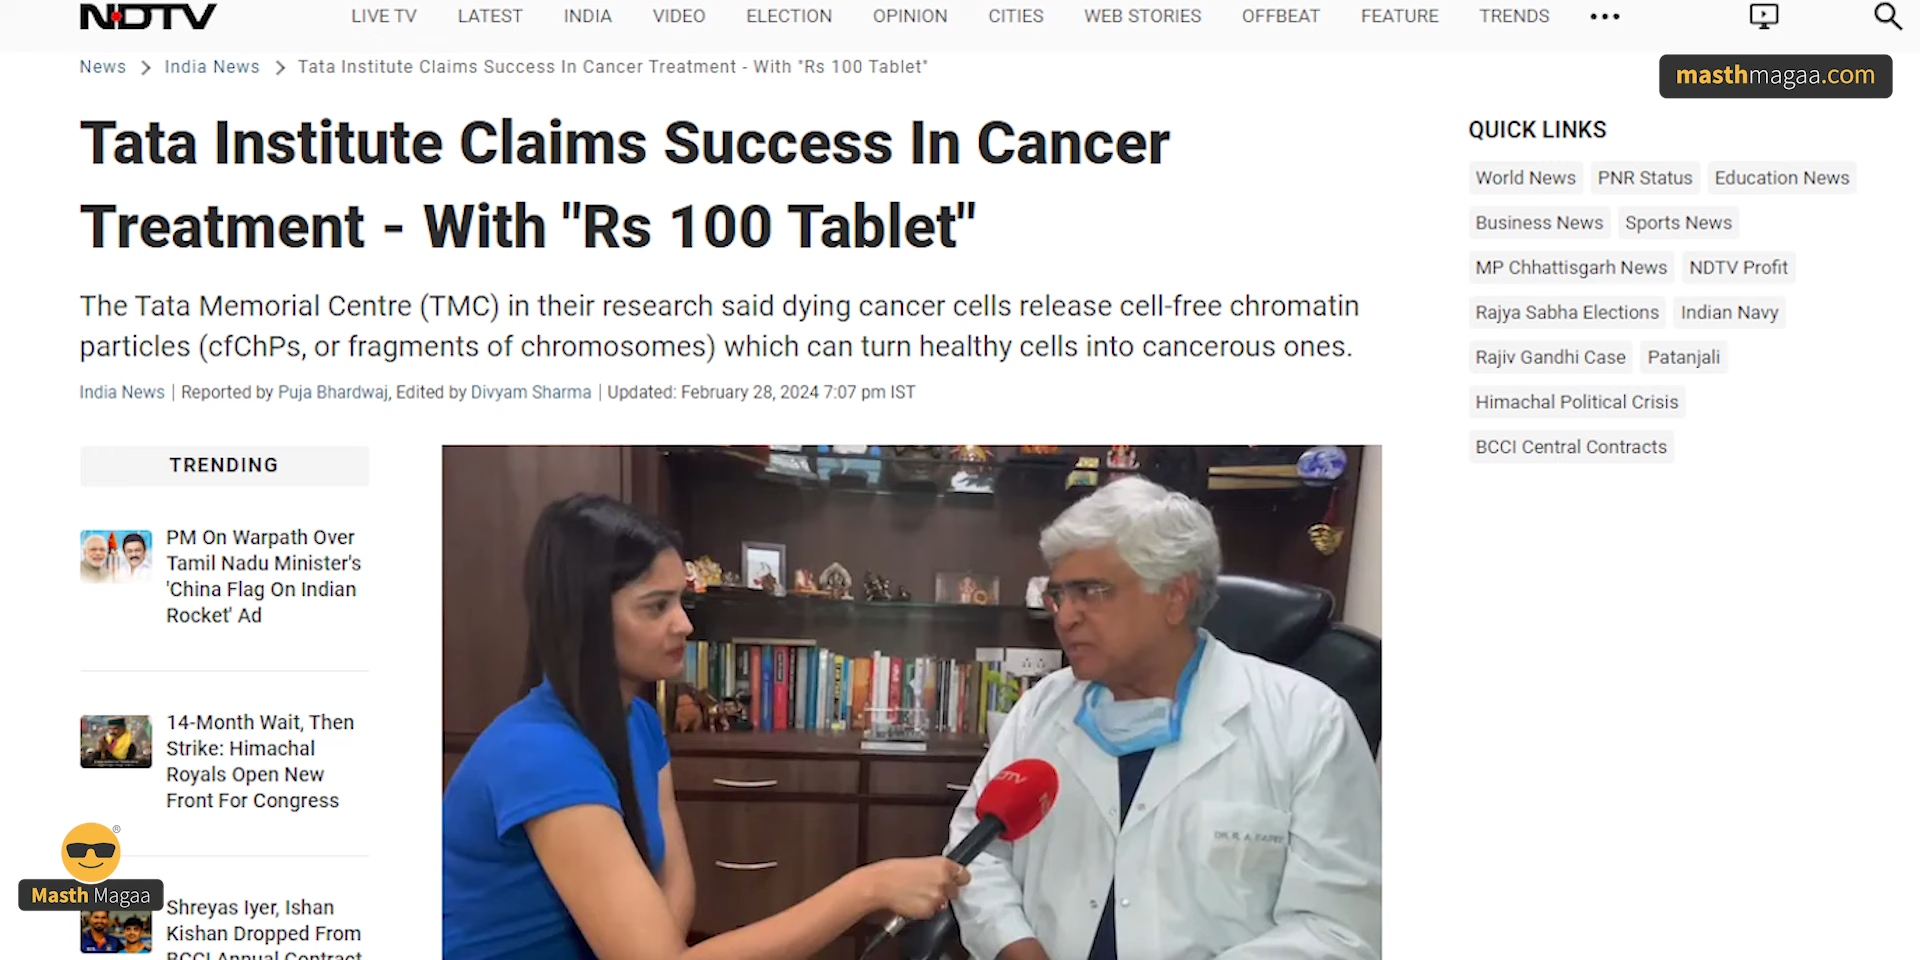 NDTV
LIVE TV LATEST INDIA VIDEO ELECTION OPINION CITIES WEB STORIES OFFBEAT FEATURE TRENDS •••
News > India News > Tata Institute Claims Success In Cancer Treatment - With "Rs 100 Tablet"
masthmagaa.com
Tata Institute Claims Success In Cancer
Treatment - With "Rs 100 Tablet"
The Tata Memorial Centre (TMC) in their research said dying cancer cells release cell-free chromatin
particles (cfChPs, or fragments of chromosomes) which can turn healthy cells into cancerous ones.
India News | Reported by Puja Bhardwaj, Edited by Divyam Sharma | Updated: February 28, 2024 7:07 pm IST
QUICK LINKS
World News PNR Status Education News
Business News Sports News
MP Chhattisgarh News NDTV Profit
Rajya Sabha Elections Indian Navy
Rajiv Gandhi Case Patanjali
Himachal Political Crisis
BCCI Central Contracts
TRENDING
PM On Warpath Over
Tamil Nadu Minister's
'China Flag On Indian
Rocket' Ad
14-Month Wait, Then
Strike: Himachal
Royals Open New
Front For Congress
Shreyas Iyer, Ishan
Kishan Dropped From
BCCI Annual Contract
®
Masth Magaa
NDTV